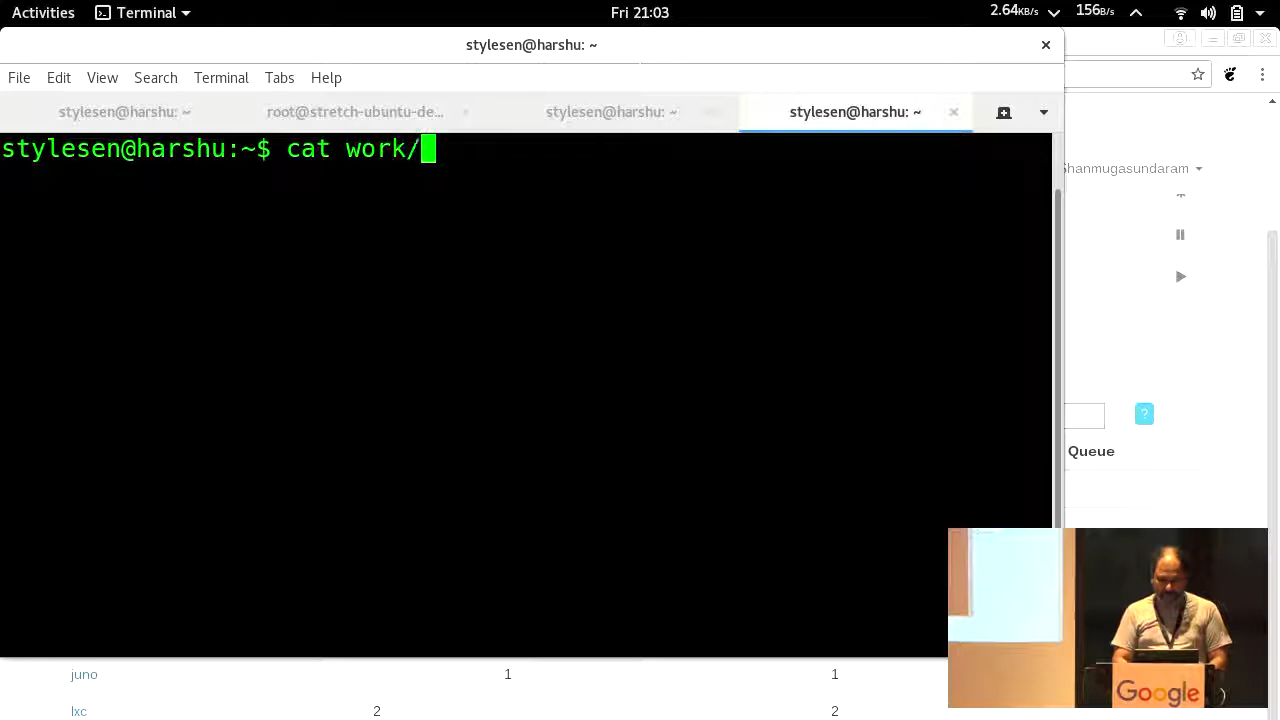 Activities Terminal Fri 21:03 2.64KB/s 156B/s
stylesen@harshu: ~
File Edit View Search Terminal Tabs Help
stylesen@harshu: ~ root@stretch-ubuntu-de... stylesen@harshu: ~ stylesen@harshu: ~
stylesen@harshu:~$ cat work/
Shanmugasundaram
?
Queue
juno 1 1
lxc 2 2
Google